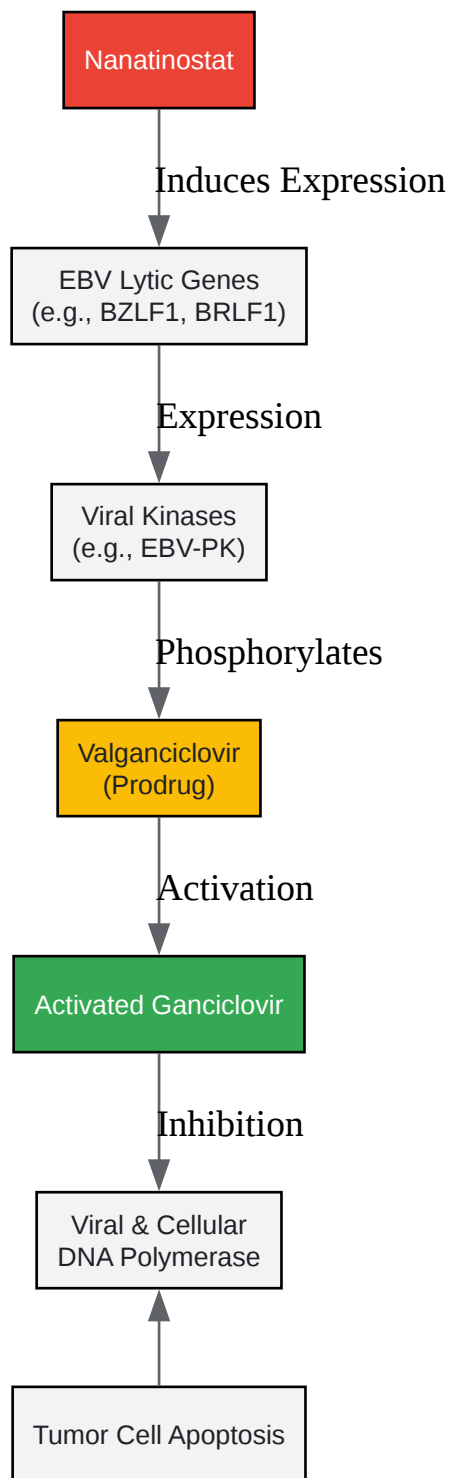 Nanatinostat
Induces Expression
EBV Lytic Genes
(e.g., BZLF1, BRLF1)
Expression
Viral Kinases
(e.g., EBV-PK)
Phosphorylates
Valganciclovir
(Prodrug)
Activation
Activated Ganciclovir
Inhibition
Viral & Cellular
DNA Polymerase
Tumor Cell Apoptosis